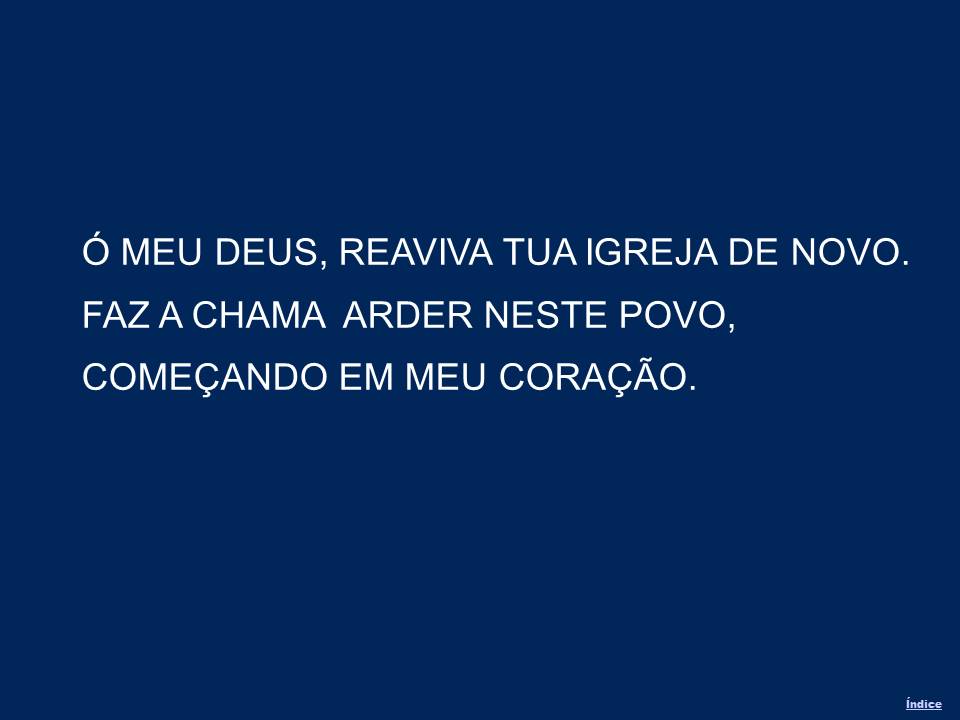 Ó MEU DEUS, REAVIVA TUA IGREJA DE NOVO.
FAZ A CHAMA  ARDER NESTE POVO,
COMEÇANDO EM MEU CORAÇÃO.
Índice